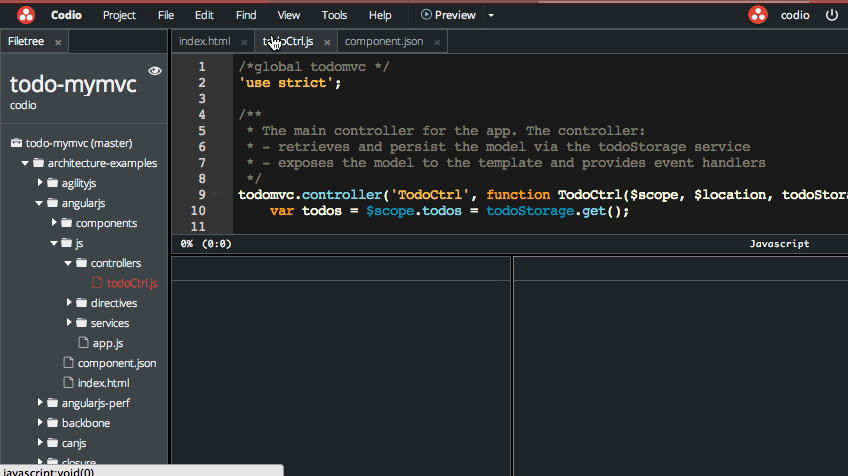 Codio Project File Edit Find View Tools Help Preview codio
Filetree
index.html todoCtrl.js component.json
todo-mymvc
codio
todo-mymvc (master)
architecture-examples
agilityjs
angularjs
components
js
controllers
todoCtrl.js
directives
services
app.js
component.json
index.html
angularjs-perf
backbone
canjs
closure
javascript:void(0)
1 /*global todomvc */
2 'use strict';
3
4 /**
5 * The main controller for the app. The controller:
6 * - retrieves and persist the model via the todoStorage service
7 * - exposes the model to the template and provides event handlers
8 */
9 todomvc.controller('TodoCtrl', function TodoCtrl($scope, $location, todoStora
10 var todos = $scope.todos = todoStorage.get();
11
0% (0:0) Javascript